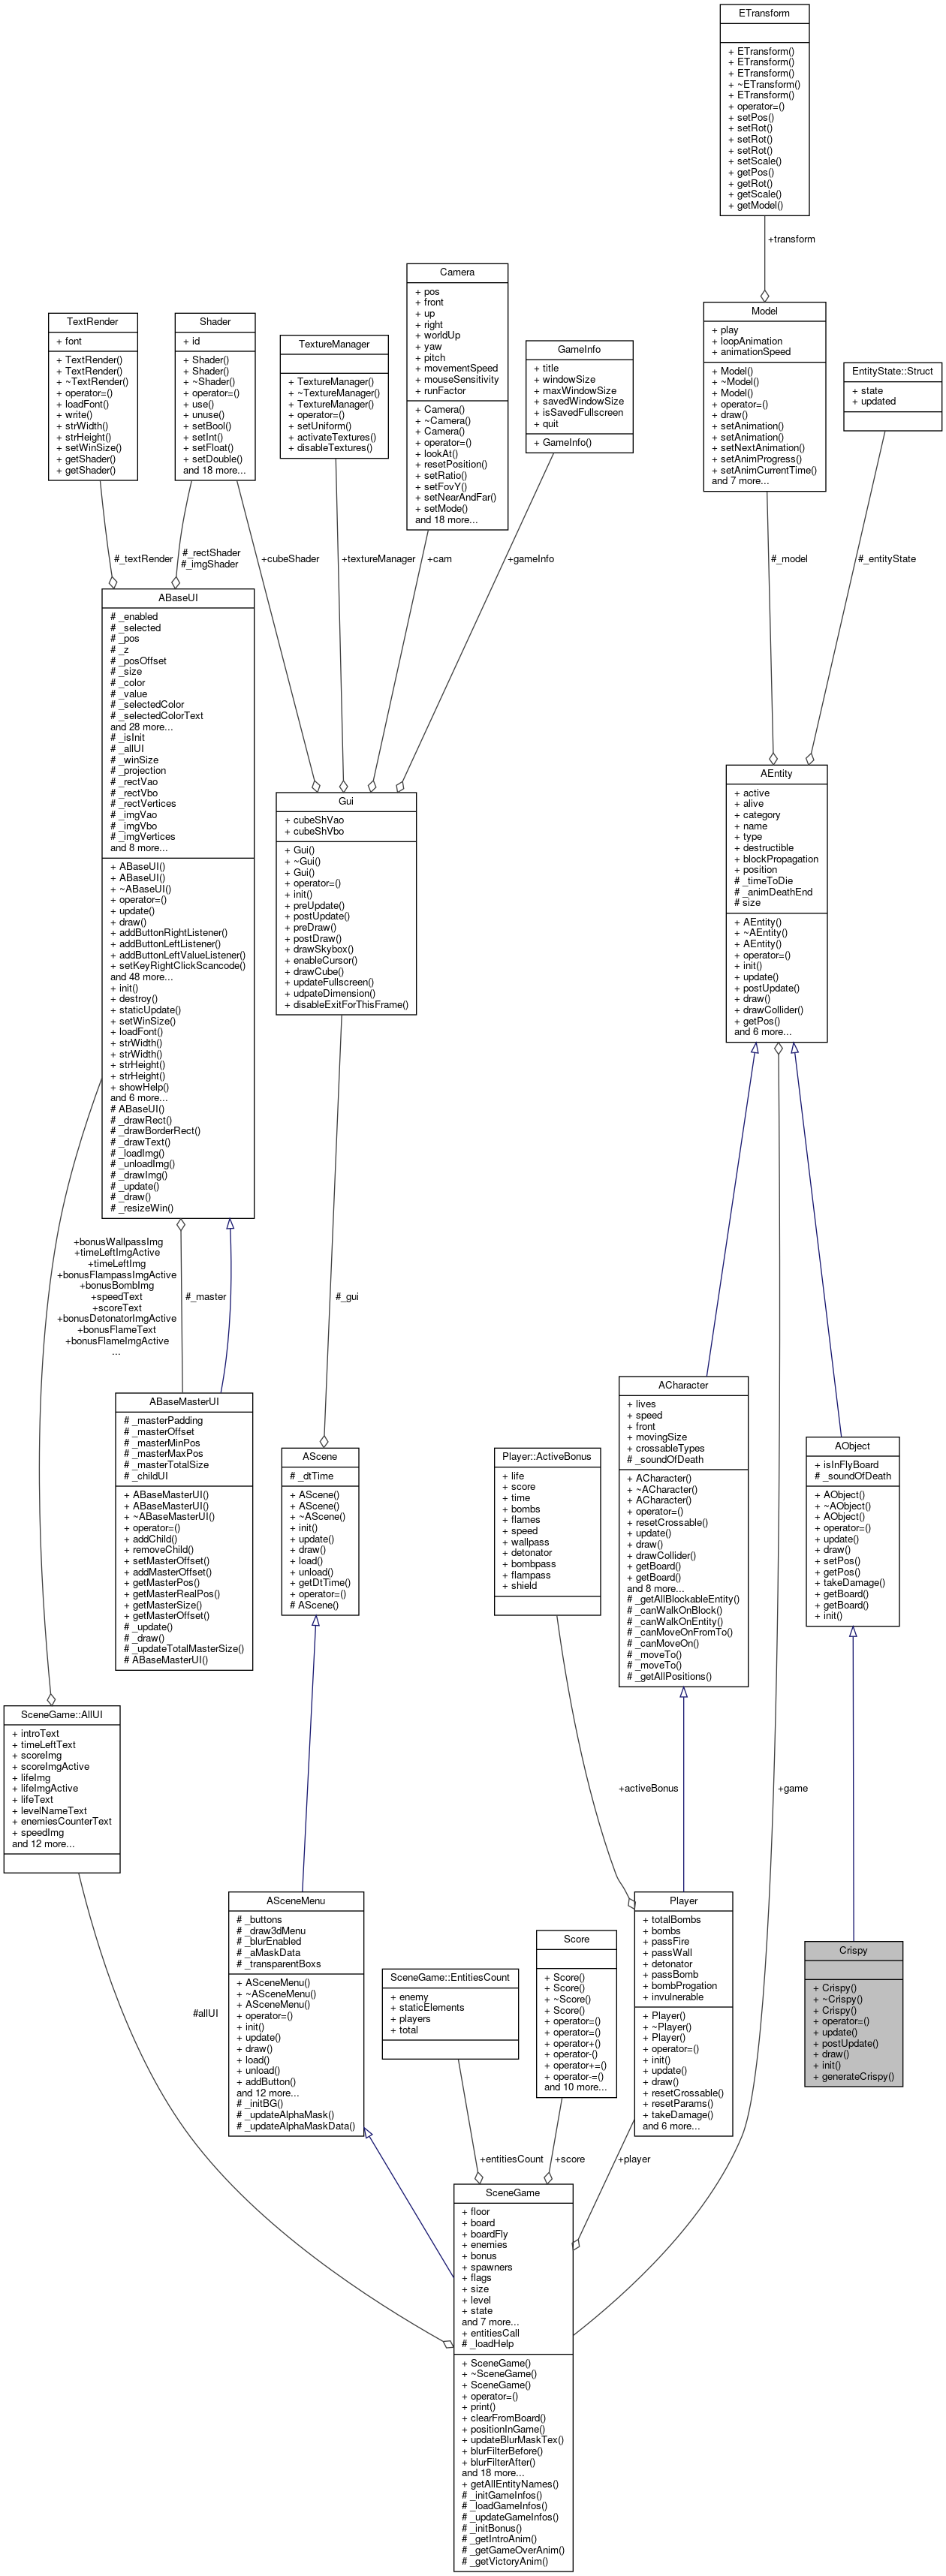 ETransform
+ ETransform()
+ ETransform()
+ ETransform()
+ ~ETransform()
+ ETransform()
+ operator=()
+ setPos()
+ setRot()
+ setRot()
+ setRot()
+ setScale()
+ getPos()
+ getRot()
+ getScale()
+ getModel()
+transform
Model
+ play
+ loopAnimation
+ animationSpeed
+ Model()
+ ~Model()
+ Model()
+ operator=()
+ draw()
+ setAnimation()
+ setAnimation()
+ setNextAnimation()
+ setAnimProgress()
+ setAnimCurrentTime()
and 7 more...
EntityState::Struct
+ state
+ updated
TextRender
+ font
+ TextRender()
+ TextRender()
+ ~TextRender()
+ operator=()
+ loadFont()
+ write()
+ strWidth()
+ strHeight()
+ setWinSize()
+ getShader()
+ getShader()
Shader
+ id
+ Shader()
+ Shader()
+ ~Shader()
+ operator=()
+ use()
+ unuse()
+ setBool()
+ setInt()
+ setFloat()
+ setDouble()
and 18 more...
TextureManager
+ TextureManager()
+ ~TextureManager()
+ TextureManager()
+ operator=()
+ setUniform()
+ activateTextures()
+ disableTextures()
Camera
+ pos
+ front
+ up
+ right
+ worldUp
+ yaw
+ pitch
+ movementSpeed
+ mouseSensitivity
+ runFactor
+ Camera()
+ ~Camera()
+ Camera()
+ operator=()
+ lookAt()
+ resetPosition()
+ setRatio()
+ setFovY()
+ setNearAndFar()
+ setMode()
and 18 more...
GameInfo
+ title
+ windowSize
+ maxWindowSize
+ savedWindowSize
+ isSavedFullscreen
+ quit
+ GameInfo()
#_textRender
#_rectShader
#_imgShader
+cubeShader
+textureManager
+cam
+gameInfo
#_model
#_entityState
ABaseUI
# _enabled
# _selected
# _pos
# _z
# _posOffset
# _size
# _color
# _value
# _selectedColor
# _selectedColorText
and 28 more...
# _isInit
# _allUI
# _winSize
# _projection
# _rectVao
# _rectVbo
# _rectVertices
# _imgVao
# _imgVbo
# _imgVertices
and 8 more...
+ ABaseUI()
+ ABaseUI()
+ ~ABaseUI()
+ operator=()
+ update()
+ draw()
+ addButtonRightListener()
+ addButtonLeftListener()
+ addButtonLeftValueListener()
+ setKeyRightClickScancode()
and 48 more...
+ init()
+ destroy()
+ staticUpdate()
+ setWinSize()
+ loadFont()
+ strWidth()
+ strWidth()
+ strHeight()
+ strHeight()
+ showHelp()
and 6 more...
# ABaseUI()
# _drawRect()
# _drawBorderRect()
# _drawText()
# _loadImg()
# _unloadImg()
# _drawImg()
# _update()
# _draw()
# _resizeWin()
Gui
+ cubeShVao
+ cubeShVbo
+ Gui()
+ ~Gui()
+ Gui()
+ operator=()
+ init()
+ preUpdate()
+ postUpdate()
+ preDraw()
+ postDraw()
+ drawSkybox()
+ enableCursor()
+ drawCube()
+ updateFullscreen()
+ udpateDimension()
+ disableExitForThisFrame()
AEntity
+ active
+ alive
+ category
+ name
+ type
+ destructible
+ blockPropagation
+ position
# _timeToDie
# _animDeathEnd
# size
+ AEntity()
+ ~AEntity()
+ AEntity()
+ operator=()
+ init()
+ update()
+ postUpdate()
+ draw()
+ drawCollider()
+ getPos()
and 6 more...
+bonusWallpassImg
+timeLeftImgActive
+timeLeftImg
+bonusFlampassImgActive
+bonusBombImg
+speedText
+scoreText
+bonusDetonatorImgActive
+bonusFlameText
+bonusFlameImgActive
...
#_master
#_gui
ABaseMasterUI
# _masterPadding
# _masterOffset
# _masterMinPos
# _masterMaxPos
# _masterTotalSize
# _childUI
+ ABaseMasterUI()
+ ABaseMasterUI()
+ ~ABaseMasterUI()
+ operator=()
+ addChild()
+ removeChild()
+ setMasterOffset()
+ addMasterOffset()
+ getMasterPos()
+ getMasterRealPos()
+ getMasterSize()
+ getMasterOffset()
# _update()
# _draw()
# _updateTotalMasterSize()
# ABaseMasterUI()
AScene
# _dtTime
+ AScene()
+ AScene()
+ ~AScene()
+ init()
+ update()
+ draw()
+ load()
+ unload()
+ getDtTime()
+ operator=()
# AScene()
Player::ActiveBonus
+ life
+ score
+ time
+ bombs
+ flames
+ speed
+ wallpass
+ detonator
+ bombpass
+ flampass
+ shield
ACharacter
+ lives
+ speed
+ front
+ movingSize
+ crossableTypes
# _soundOfDeath
+ ACharacter()
+ ~ACharacter()
+ ACharacter()
+ operator=()
+ resetCrossable()
+ update()
+ draw()
+ drawCollider()
+ getBoard()
+ getBoard()
and 8 more...
# _getAllBlockableEntity()
# _canWalkOnBlock()
# _canWalkOnEntity()
# _canMoveOnFromTo()
# _canMoveOn()
# _moveTo()
# _moveTo()
# _getAllPositions()
AObject
+ isInFlyBoard
# _soundOfDeath
+ AObject()
+ ~AObject()
+ AObject()
+ operator=()
+ update()
+ draw()
+ setPos()
+ getPos()
+ takeDamage()
+ getBoard()
+ getBoard()
+ init()
SceneGame::AllUI
+ introText
+ timeLeftText
+ scoreImg
+ scoreImgActive
+ lifeImg
+ lifeImgActive
+ lifeText
+ levelNameText
+ enemiesCounterText
+ speedImg
and 12 more...
+activeBonus
+game
#allUI
ASceneMenu
# _buttons
# _draw3dMenu
# _blurEnabled
# _aMaskData
# _transparentBoxs
+ ASceneMenu()
+ ~ASceneMenu()
+ ASceneMenu()
+ operator=()
+ init()
+ update()
+ draw()
+ load()
+ unload()
+ addButton()
and 12 more...
# _initBG()
# _updateAlphaMask()
# _updateAlphaMaskData()
SceneGame::EntitiesCount
+ enemy
+ staticElements
+ players
+ total
Score
+ Score()
+ Score()
+ ~Score()
+ Score()
+ operator=()
+ operator=()
+ operator+()
+ operator-()
+ operator+=()
+ operator-=()
and 10 more...
Player
+ totalBombs
+ bombs
+ passFire
+ passWall
+ detonator
+ passBomb
+ bombProgation
+ invulnerable
+ Player()
+ ~Player()
+ Player()
+ operator=()
+ init()
+ update()
+ draw()
+ resetCrossable()
+ resetParams()
+ takeDamage()
and 6 more...
Crispy
+ Crispy()
+ ~Crispy()
+ Crispy()
+ operator=()
+ update()
+ postUpdate()
+ draw()
+ init()
+ generateCrispy()
+entitiesCount
+score
+player
SceneGame
+ floor
+ board
+ boardFly
+ enemies
+ bonus
+ spawners
+ flags
+ size
+ level
+ state
and 7 more...
+ entitiesCall
# _loadHelp
+ SceneGame()
+ ~SceneGame()
+ SceneGame()
+ operator=()
+ print()
+ clearFromBoard()
+ positionInGame()
+ updateBlurMaskTex()
+ blurFilterBefore()
+ blurFilterAfter()
and 18 more...
+ getAllEntityNames()
# _initGameInfos()
# _loadGameInfos()
# _updateGameInfos()
# _initBonus()
# _getIntroAnim()
# _getGameOverAnim()
# _getVictoryAnim()